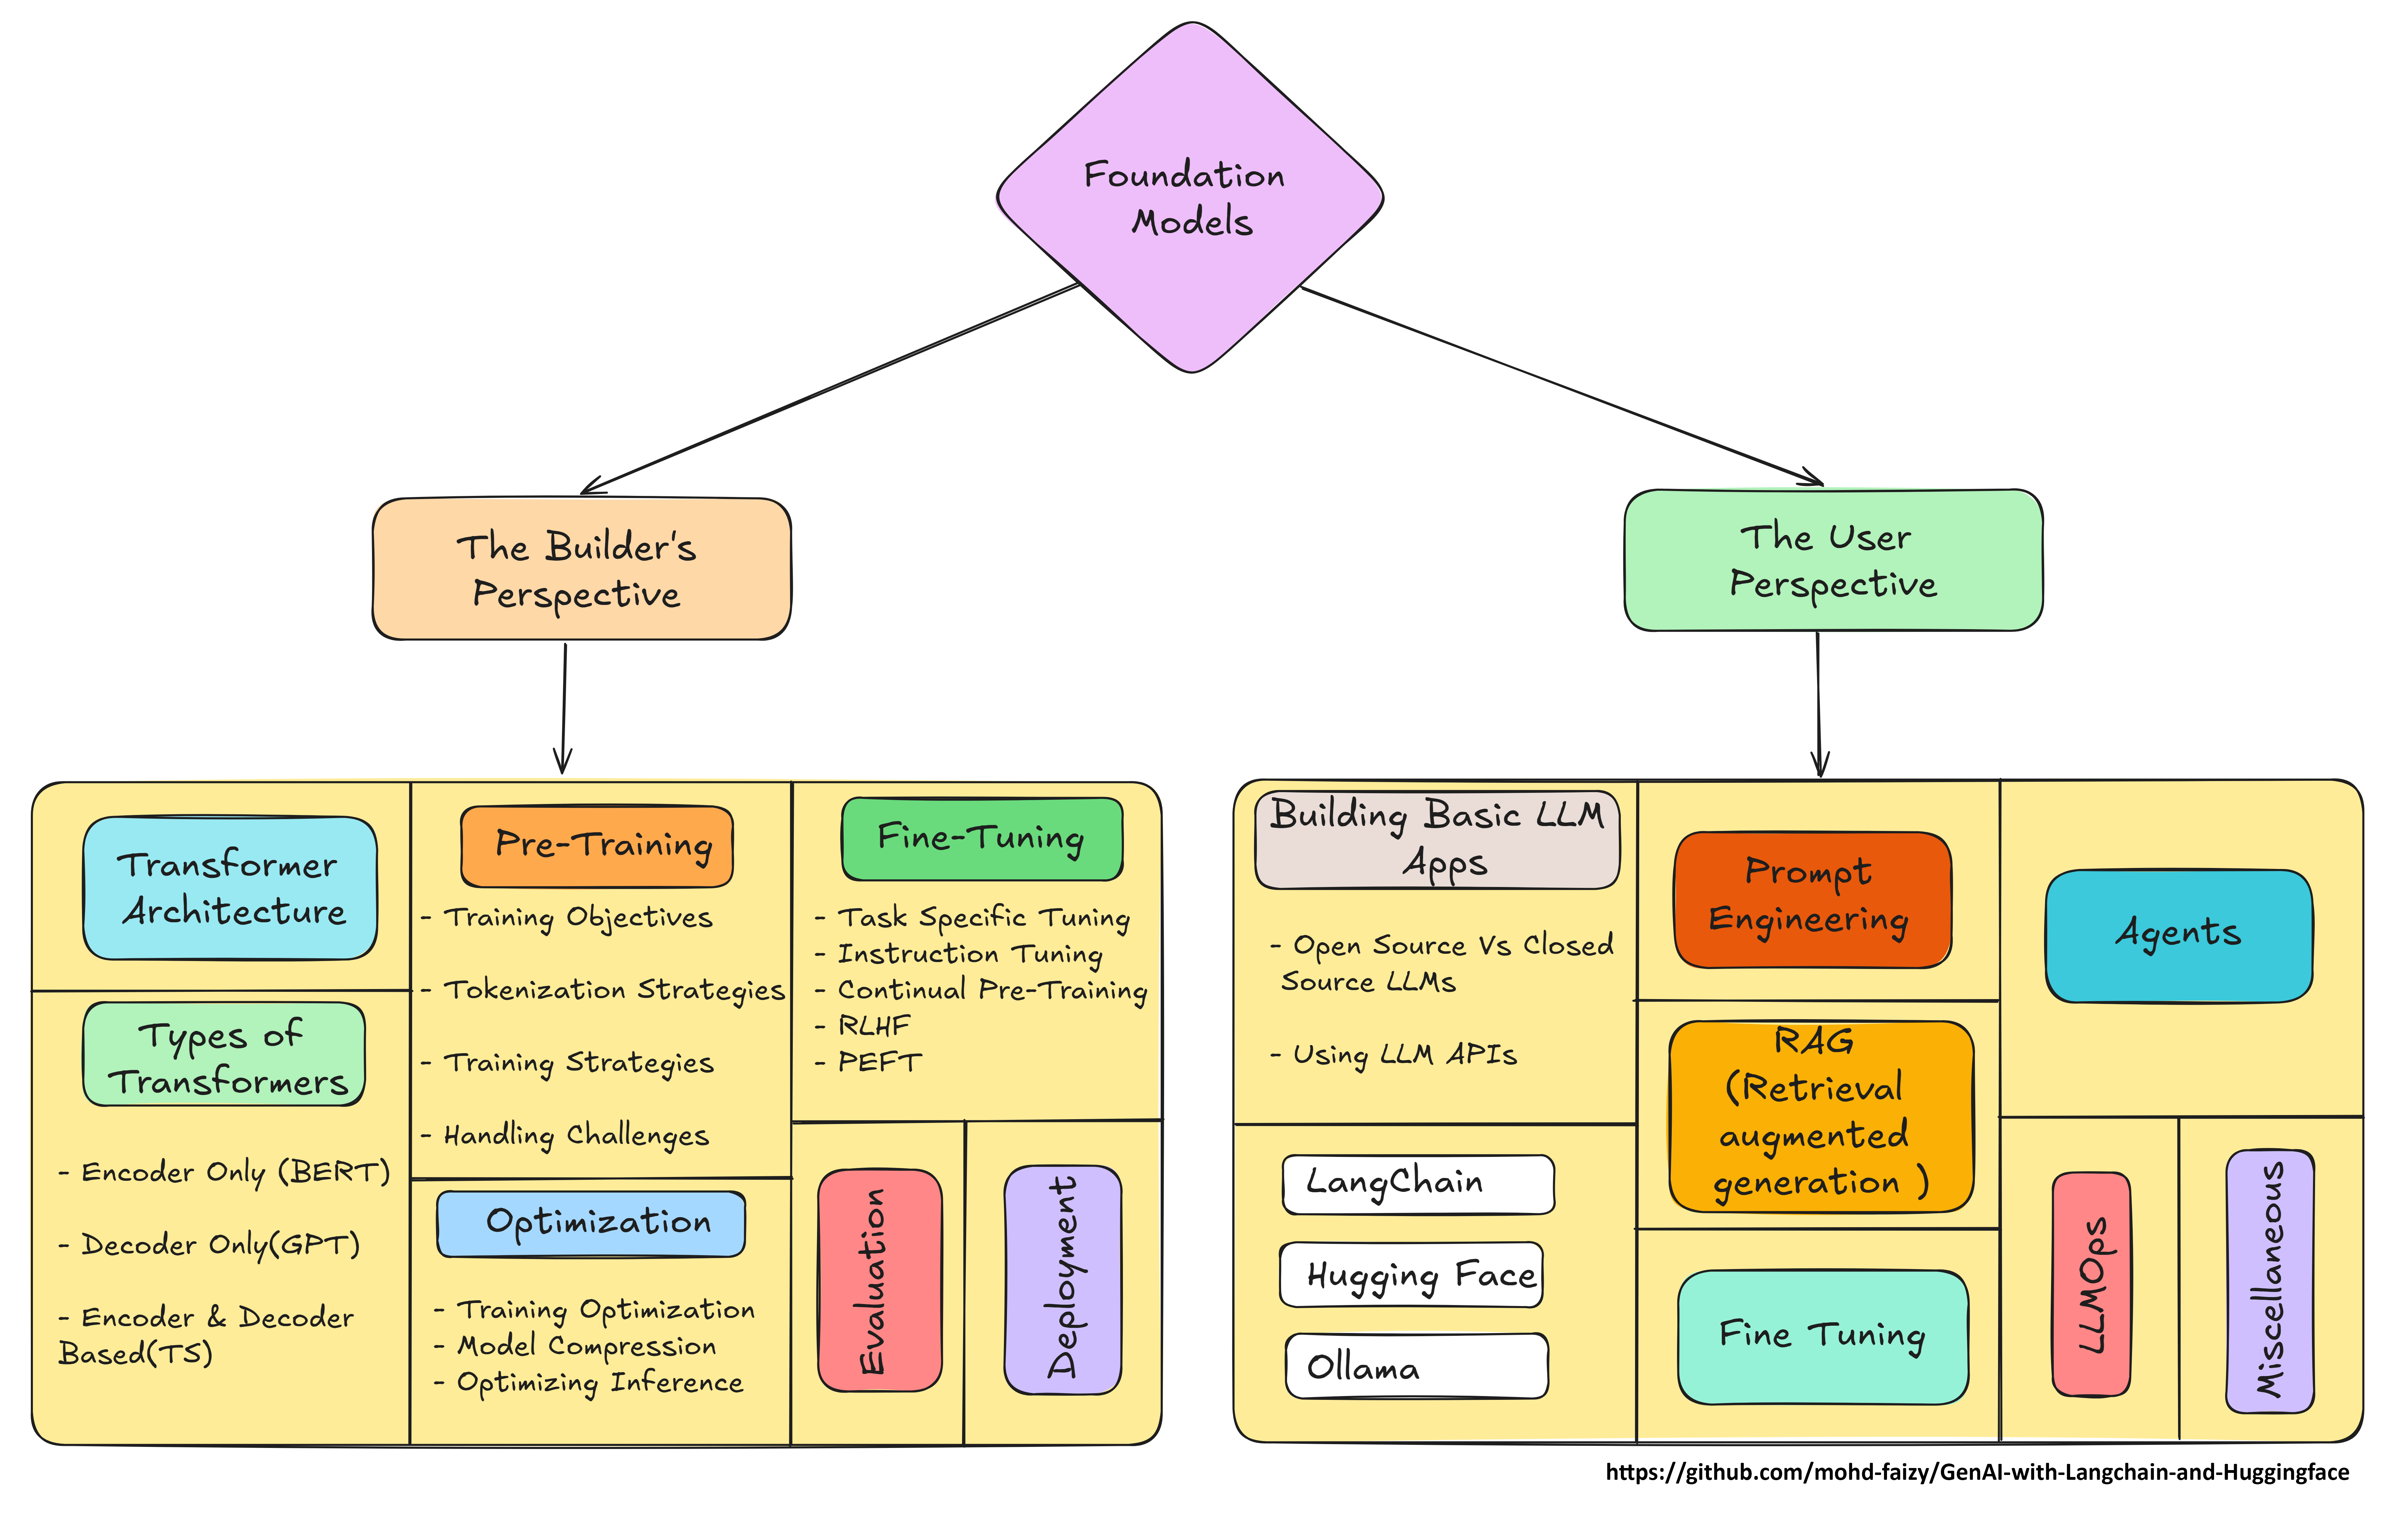 Foundation
Models
The Builder's
Perspective
The User
Perspective
Transformer
Architecture
Types of
Transformers
- Encoder Only (BERT)
- Decoder Only(GPT)
- Encoder & Decoder
Based(T5)
Pre-Training
- Training Objectives
- Tokenization Strategies
- Training Strategies
- Handling Challenges
Optimization
- Training Optimization
- Model Compression
- Optimizing Inference
Fine-Tuning
- Task Specific Tuning
- Instruction Tuning
- Continual Pre-Training
- RLHF
- PEFT
Evaluation
Deployment
Building Basic LLM
Apps
- Open Source Vs Closed
Source LLMs
- Using LLM APIs
LangChain
Hugging Face
Ollama
Prompt
Engineering
RAG
(Retrieval
augmented
generation )
Fine Tuning
Agents
LLMOps
Miscellaneous
https://github.com/mohd-faizy/GenAI-with-Langchain-and-Huggingface